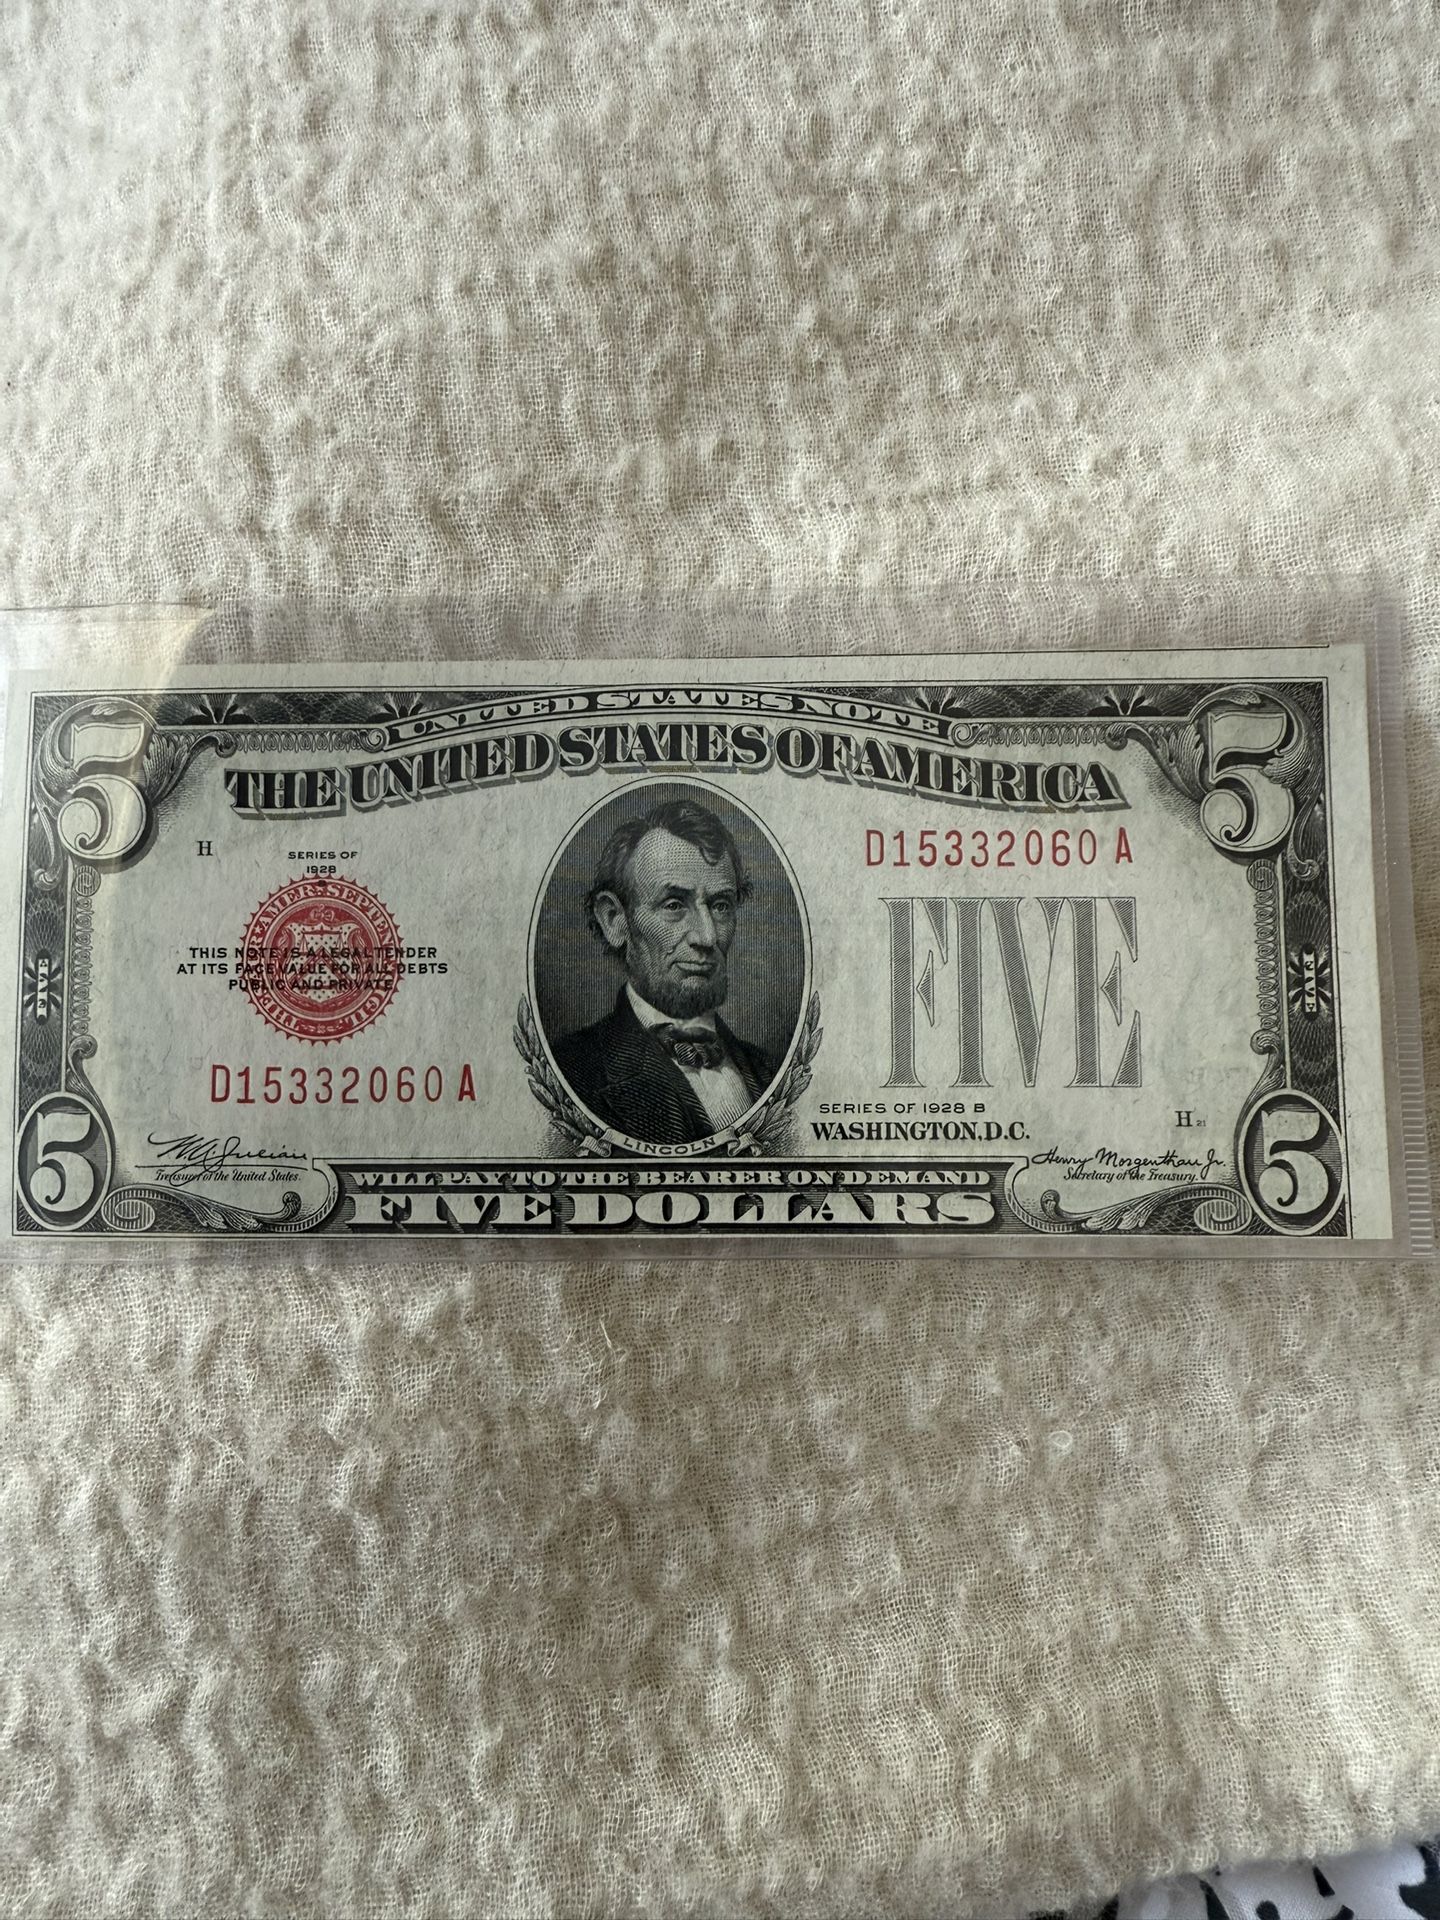 5 UNITED STATES NOTE 5
THE UNITED STATES OF AMERICA
H
SERIES OF
1928
D15332060 A
THIS NOTE IS A LEGAL TENDER
AT ITS FACE VALUE FOR ALL DEBTS
PUBLIC AND PRIVATE
FIVE
FIVE
FIVE
D15332060 A
SERIES OF 1928 B
WASHINGTON, D.C.
H 21
LINCOLN
W.A. Julian
Treasurer of the United States.
Henry Morgenthau Jr.
Secretary of the Treasury.
WILL PAY TO THE BEARER ON DEMAND
5 FIVE DOLLARS 5